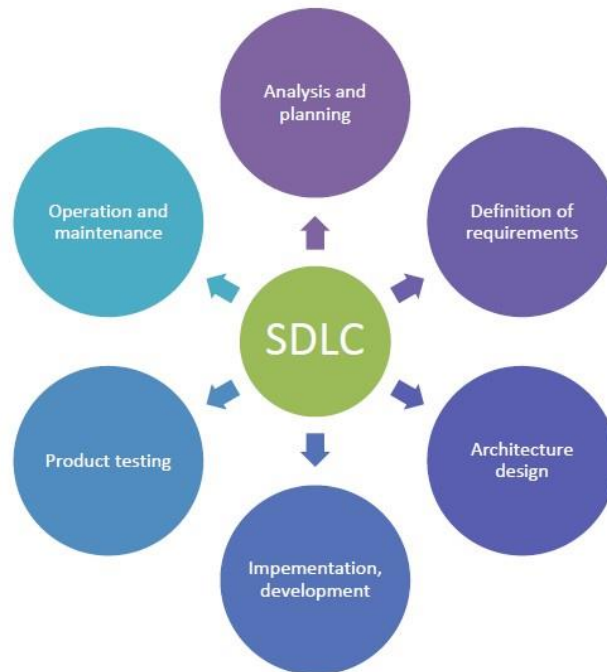 Analysis and
planning
Definition of
requirements
Architecture
design
Impementation,
development
Product testing
Operation and
maintenance
SDLC